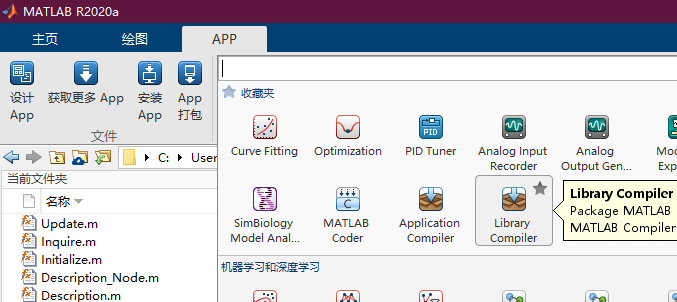 MATLAB R2020a
主页 绘图 APP
设计 App
获取更多 App
安装 App
App 打包
文件
收藏夹
Curve Fitting
Optimization
PID Tuner
Analog Input Recorder
Analog Output Gen...
SimBiology Model Anal...
MATLAB Coder
Application Compiler
Library Compiler
Library Compiler
Package MATLAB
MATLAB Compiler
机器学习和深度学习
C: User
当前文件夹
名称
Update.m
Inquire.m
Initialize.m
Description_Node.m
Description.m